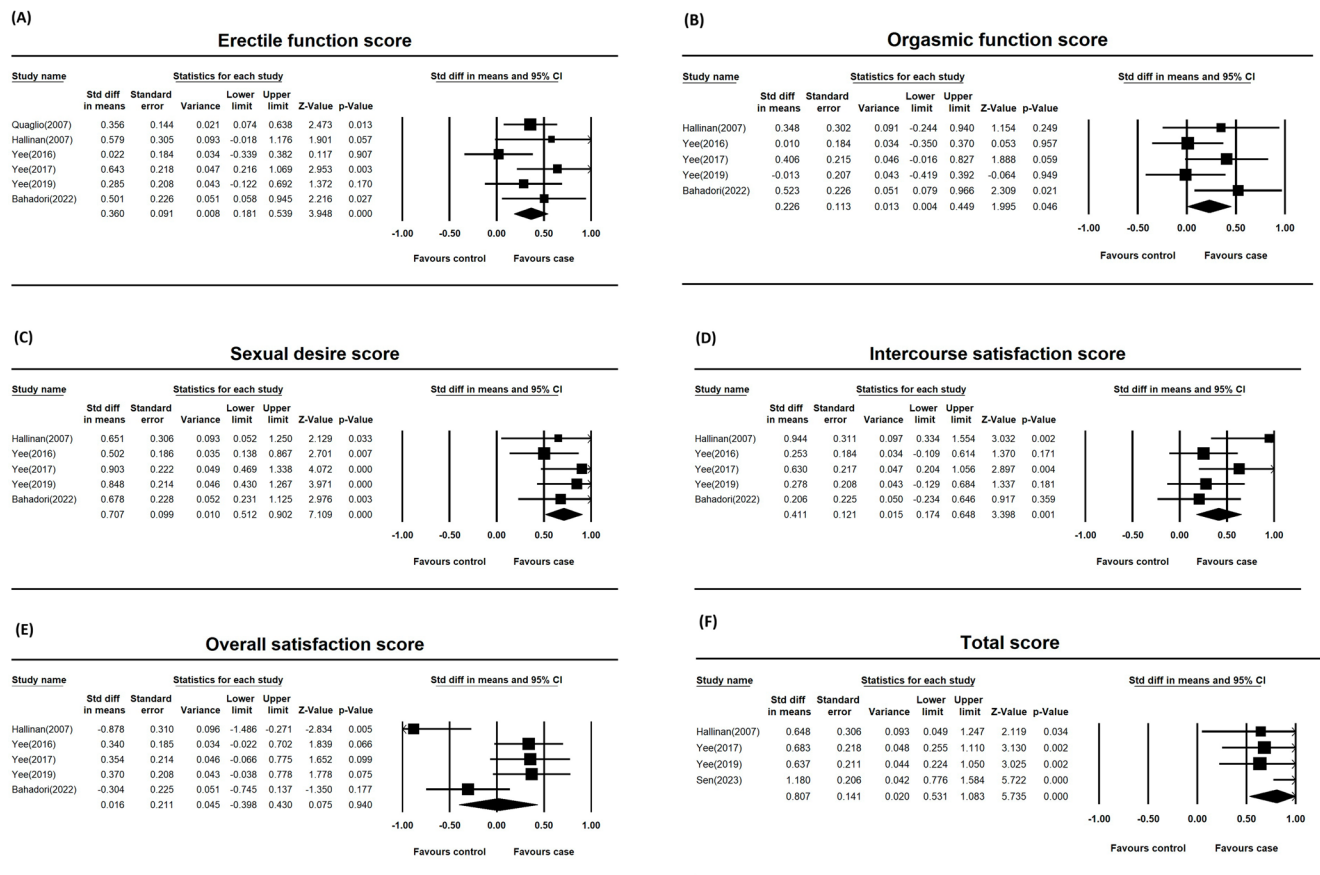 (A)
Erectile function score
Study name Statistics for each study Std diff in means and 95% CI
Std diff Standard Lower Upper
in means error Variance limit limit Z-Value p-Value
Quaglio(2007) 0.356 0.144 0.021 0.074 0.638 2.473 0.013
Hallinan(2007) 0.579 0.305 0.093 -0.018 1.176 1.901 0.057
Yee(2016) 0.022 0.184 0.034 -0.339 0.382 0.117 0.907
Yee(2017) 0.643 0.218 0.047 0.216 1.069 2.953 0.003
Yee(2019) 0.285 0.208 0.043 -0.122 0.692 1.372 0.170
Bahadori(2022) 0.501 0.226 0.051 0.058 0.945 2.216 0.027
0.360 0.091 0.008 0.181 0.539 3.948 0.000
-1.00 -0.50 0.00 0.50 1.00
Favours control Favours case
(B)
Orgasmic function score
Study name Statistics for each study Std diff in means and 95% CI
Std diff Standard Lower Upper
in means error Variance limit limit Z-Value p-Value
Hallinan(2007) 0.348 0.302 0.091 -0.244 0.940 1.154 0.249
Yee(2016) 0.010 0.184 0.034 -0.350 0.370 0.053 0.957
Yee(2017) 0.406 0.215 0.046 -0.016 0.827 1.888 0.059
Yee(2019) -0.013 0.207 0.043 -0.419 0.392 -0.064 0.949
Bahadori(2022) 0.523 0.226 0.051 0.079 0.966 2.309 0.021
0.226 0.113 0.013 0.004 0.449 1.995 0.046
-1.00 -0.50 0.00 0.50 1.00
Favours control Favours case
(C)
Sexual desire score
Study name Statistics for each study Std diff in means and 95% CI
Std diff Standard Lower Upper
in means error Variance limit limit Z-Value p-Value
Hallinan(2007) 0.651 0.306 0.093 0.052 1.250 2.129 0.033
Yee(2016) 0.502 0.186 0.035 0.138 0.867 2.701 0.007
Yee(2017) 0.903 0.222 0.049 0.469 1.338 4.072 0.000
Yee(2019) 0.848 0.214 0.046 0.430 1.267 3.971 0.000
Bahadori(2022) 0.678 0.228 0.052 0.231 1.125 2.976 0.003
0.707 0.099 0.010 0.512 0.902 7.109 0.000
-1.00 -0.50 0.00 0.50 1.00
Favours control Favours case
(D)
Intercourse satisfaction score
Study name Statistics for each study Std diff in means and 95% CI
Std diff Standard Lower Upper
in means error Variance limit limit Z-Value p-Value
Hallinan(2007) 0.944 0.311 0.097 0.334 1.554 3.032 0.002
Yee(2016) 0.253 0.184 0.034 -0.109 0.614 1.370 0.171
Yee(2017) 0.630 0.217 0.047 0.204 1.056 2.897 0.004
Yee(2019) 0.278 0.208 0.043 -0.129 0.684 1.337 0.181
Bahadori(2022) 0.206 0.225 0.050 -0.234 0.646 0.917 0.359
0.411 0.121 0.015 0.174 0.648 3.398 0.001
-1.00 -0.50 0.00 0.50 1.00
Favours control Favours case
(E)
Overall satisfaction score
Study name Statistics for each study Std diff in means and 95% CI
Std diff Standard Lower Upper
in means error Variance limit limit Z-Value p-Value
Hallinan(2007) -0.878 0.310 0.096 -1.486 -0.271 -2.834 0.005
Yee(2016) 0.340 0.185 0.034 -0.022 0.702 1.839 0.066
Yee(2017) 0.354 0.214 0.046 -0.066 0.775 1.652 0.099
Yee(2019) 0.370 0.208 0.043 -0.038 0.778 1.778 0.075
Bahadori(2022) -0.304 0.225 0.051 -0.745 0.137 -1.350 0.177
0.016 0.211 0.045 -0.398 0.430 0.075 0.940
-1.00 -0.50 0.00 0.50 1.00
Favours control Favours case
(F)
Total score
Study name Statistics for each study Std diff in means and 95% CI
Std diff Standard Lower Upper
in means error Variance limit limit Z-Value p-Value
Hallinan(2007) 0.648 0.306 0.093 0.049 1.247 2.119 0.034
Yee(2017) 0.683 0.218 0.048 0.255 1.110 3.130 0.002
Yee(2019) 0.637 0.211 0.044 0.224 1.050 3.025 0.002
Sen(2023) 1.180 0.206 0.042 0.776 1.584 5.722 0.000
0.807 0.141 0.020 0.531 1.083 5.735 0.000
-1.00 -0.50 0.00 0.50 1.00
Favours control Favours case